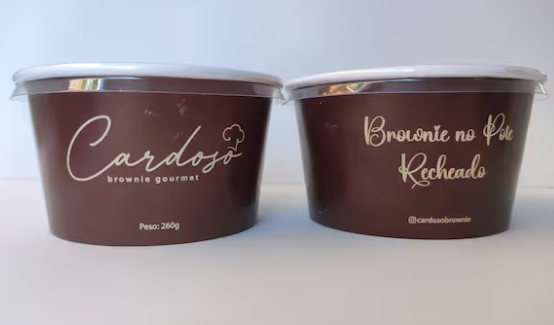 Cardoso
brownie gourmet
Peso: 260g
Brownie no Pote
Recheado
@cardosobrownie